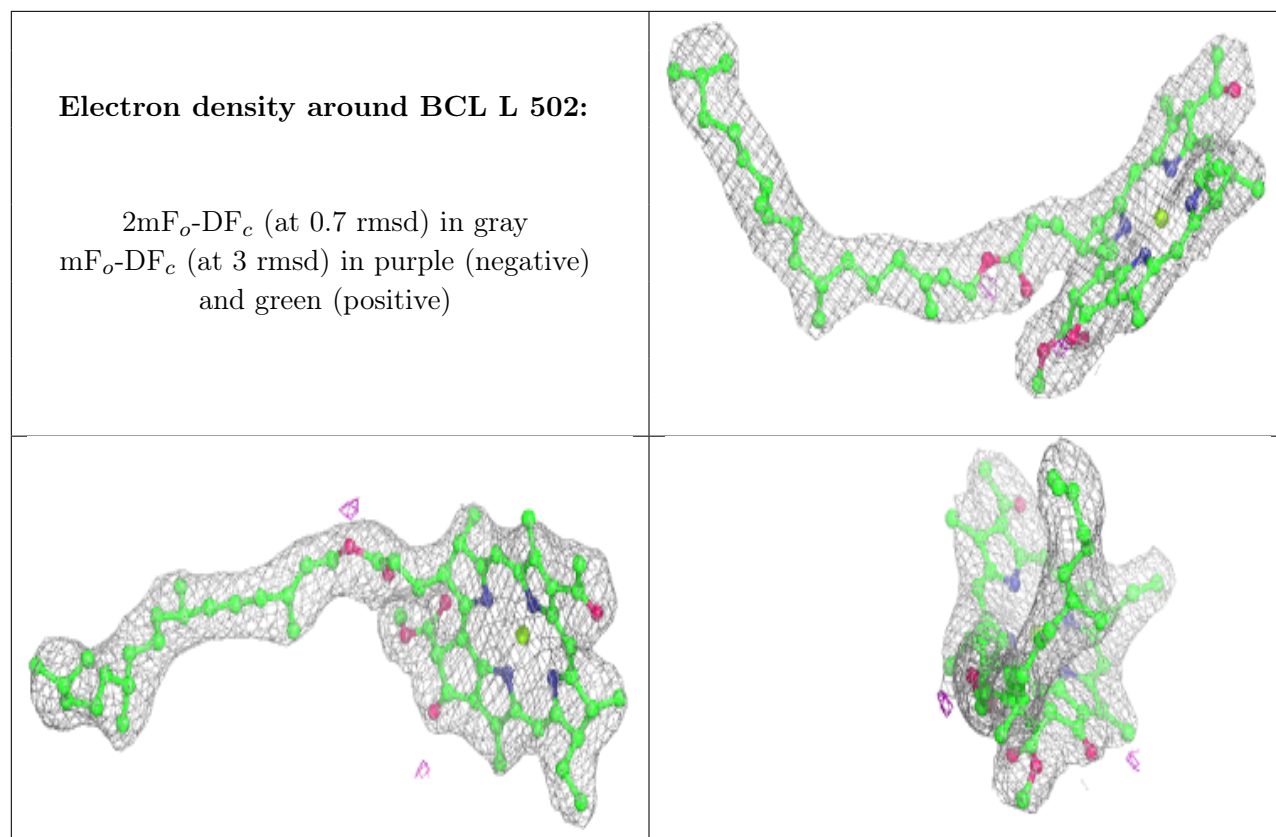 Electron density around BCL L 502:
2mFo-DFc (at 0.7 rmsd) in gray
mFo-DFc (at 3 rmsd) in purple (negative)
and green (positive)